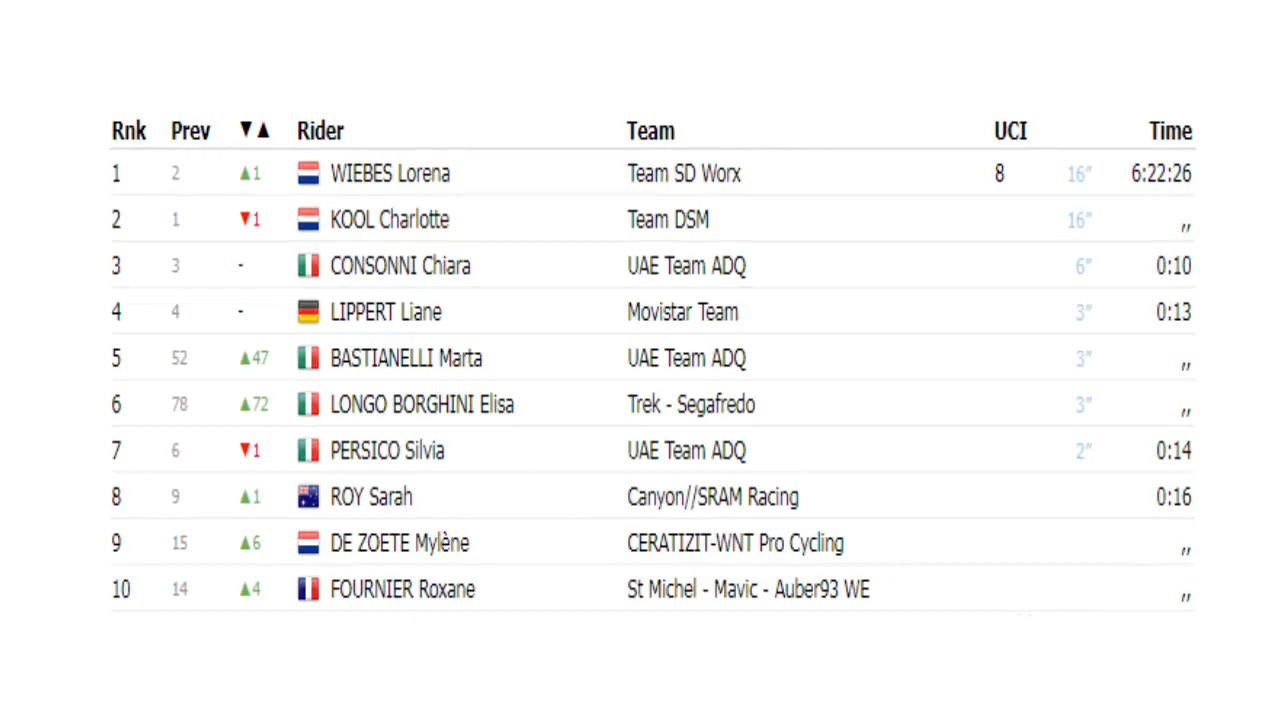 Rnk Prev ▼▲ Rider Team UCI Time
1 2 ▲1 WIEBES Lorena Team SD Worx 8 16″ 6:22:26
2 1 ▼1 KOOL Charlotte Team DSM 16″ ,,
3 3 - CONSONNI Chiara UAE Team ADQ 6″ 0:10
4 4 - LIPPERT Liane Movistar Team 3″ 0:13
5 52 ▲47 BASTIANELLI Marta UAE Team ADQ 3″ ,,
6 78 ▲72 LONGO BORGHINI Elisa Trek - Segafredo 3″ ,,
7 6 ▼1 PERSICO Silvia UAE Team ADQ 2″ 0:14
8 9 ▲1 ROY Sarah Canyon//SRAM Racing 0:16
9 15 ▲6 DE ZOETE Mylène CERATIZIT-WNT Pro Cycling ,,
10 14 ▲4 FOURNIER Roxane St Michel - Mavic - Auber93 WE ,,